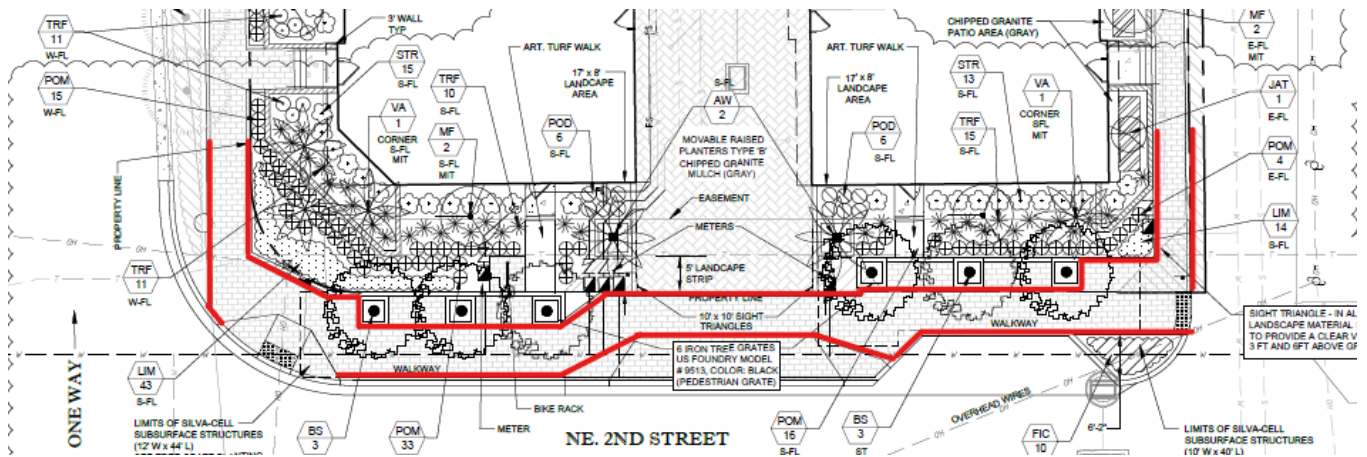 TRF
11
W-FL
POM
15
W-FL
3' WALL
TYP
STR
15
S-FL
TRF
10
S-FL
VA
1
CORNER
S-FL
MIT
MF
2
S-FL
MIT
ART. TURF WALK
17' x 8'
LANDSCAPE
AREA
POD
6
S-FL
S-FL
AW
2
MOVABLE RAISED
PLANTERS TYPE 'B'
CHIPPED GRANITE
MULCH (GRAY)
EASEMENT
METERS
5' LANDSCAPE
STRIP
PROPERTY LINE
10' x 10' SIGHT
TRIANGLES
ART. TURF WALK
17' x 8'
LANDSCAPE
AREA
POD
6
S-FL
CHIPPED GRANITE
PATIO AREA (GRAY)
STR
13
S-FL
TRF
15
S-FL
VA
1
CORNER
SFL
MIT
MF
2
E-FL
MIT
JAT
1
E-FL
POM
4
E-FL
LIM
14
S-FL
PROPERTY LINE
TRF
11
W-FL
LIM
43
S-FL
ONE WAY
WALKWAY
WALKWAY
6 IRON TREE GRATES
US FOUNDRY MODEL
# 9513, COLOR: BLACK
(PEDESTRIAN GRATE)
SIGHT TRIANGLE - IN AL
LANDSCAPE MATERIAL
TO PROVIDE A CLEAR V
3 FT AND 6FT ABOVE GR
LIMITS OF SILVA-CELL
SUBSURFACE STRUCTURES
(12' W x 44' L)
BS
3
POM
33
METER
BIKE RACK
NE. 2ND STREET
POM
16
S-FL
BS
3
ST
OVERHEAD WIRES
FIC
10
6'-2"
LIMITS OF SILVA-CELL
SUBSURFACE STRUCTURES
(10' W x 40' L)